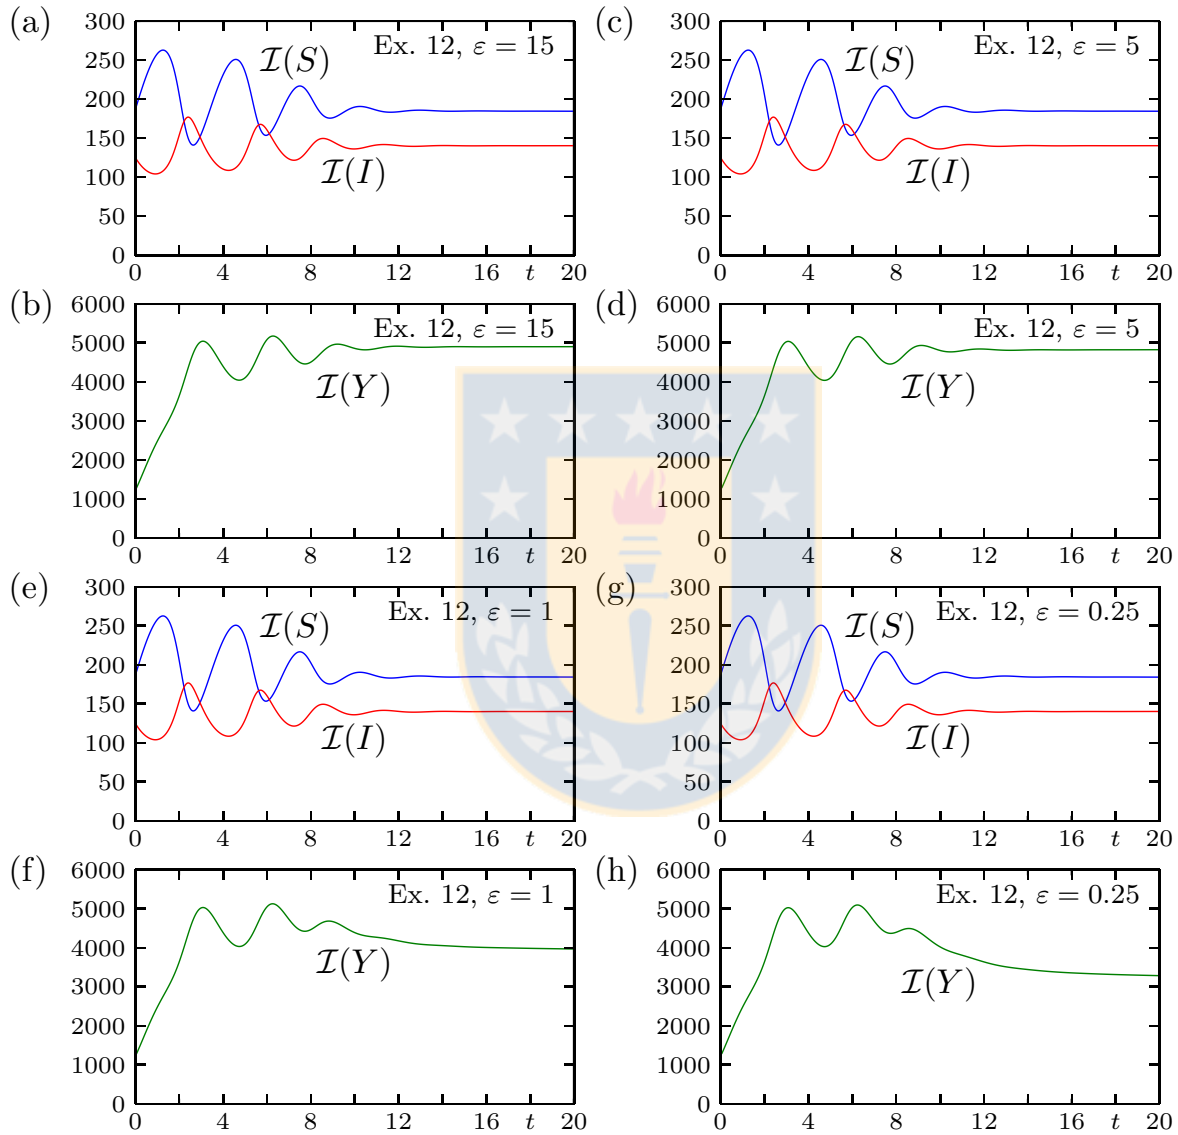 (a)
300
250
200
150
100
50
0
Ex. 12, ε = 15
𝓘(S)
𝓘(I)
0 4 8 12 16 t 20
(c)
300
250
200
150
100
50
0
Ex. 12, ε = 5
𝓘(S)
𝓘(I)
0 4 8 12 16 t 20
(b)
6000
5000
4000
3000
2000
1000
0
Ex. 12, ε = 15
𝓘(Y)
0 4 8 12 16 t 20
(d)
6000
5000
4000
3000
2000
1000
0
Ex. 12, ε = 5
𝓘(Y)
0 4 8 12 16 t 20
(e)
300
250
200
150
100
50
0
Ex. 12, ε = 1
𝓘(S)
𝓘(I)
0 4 8 12 16 t 20
(g)
300
250
200
150
100
50
0
Ex. 12, ε = 0.25
𝓘(S)
𝓘(I)
0 4 8 12 16 t 20
(f)
6000
5000
4000
3000
2000
1000
0
Ex. 12, ε = 1
𝓘(Y)
0 4 8 12 16 t 20
(h)
6000
5000
4000
3000
2000
1000
0
Ex. 12, ε = 0.25
𝓘(Y)
0 4 8 12 16 t 20